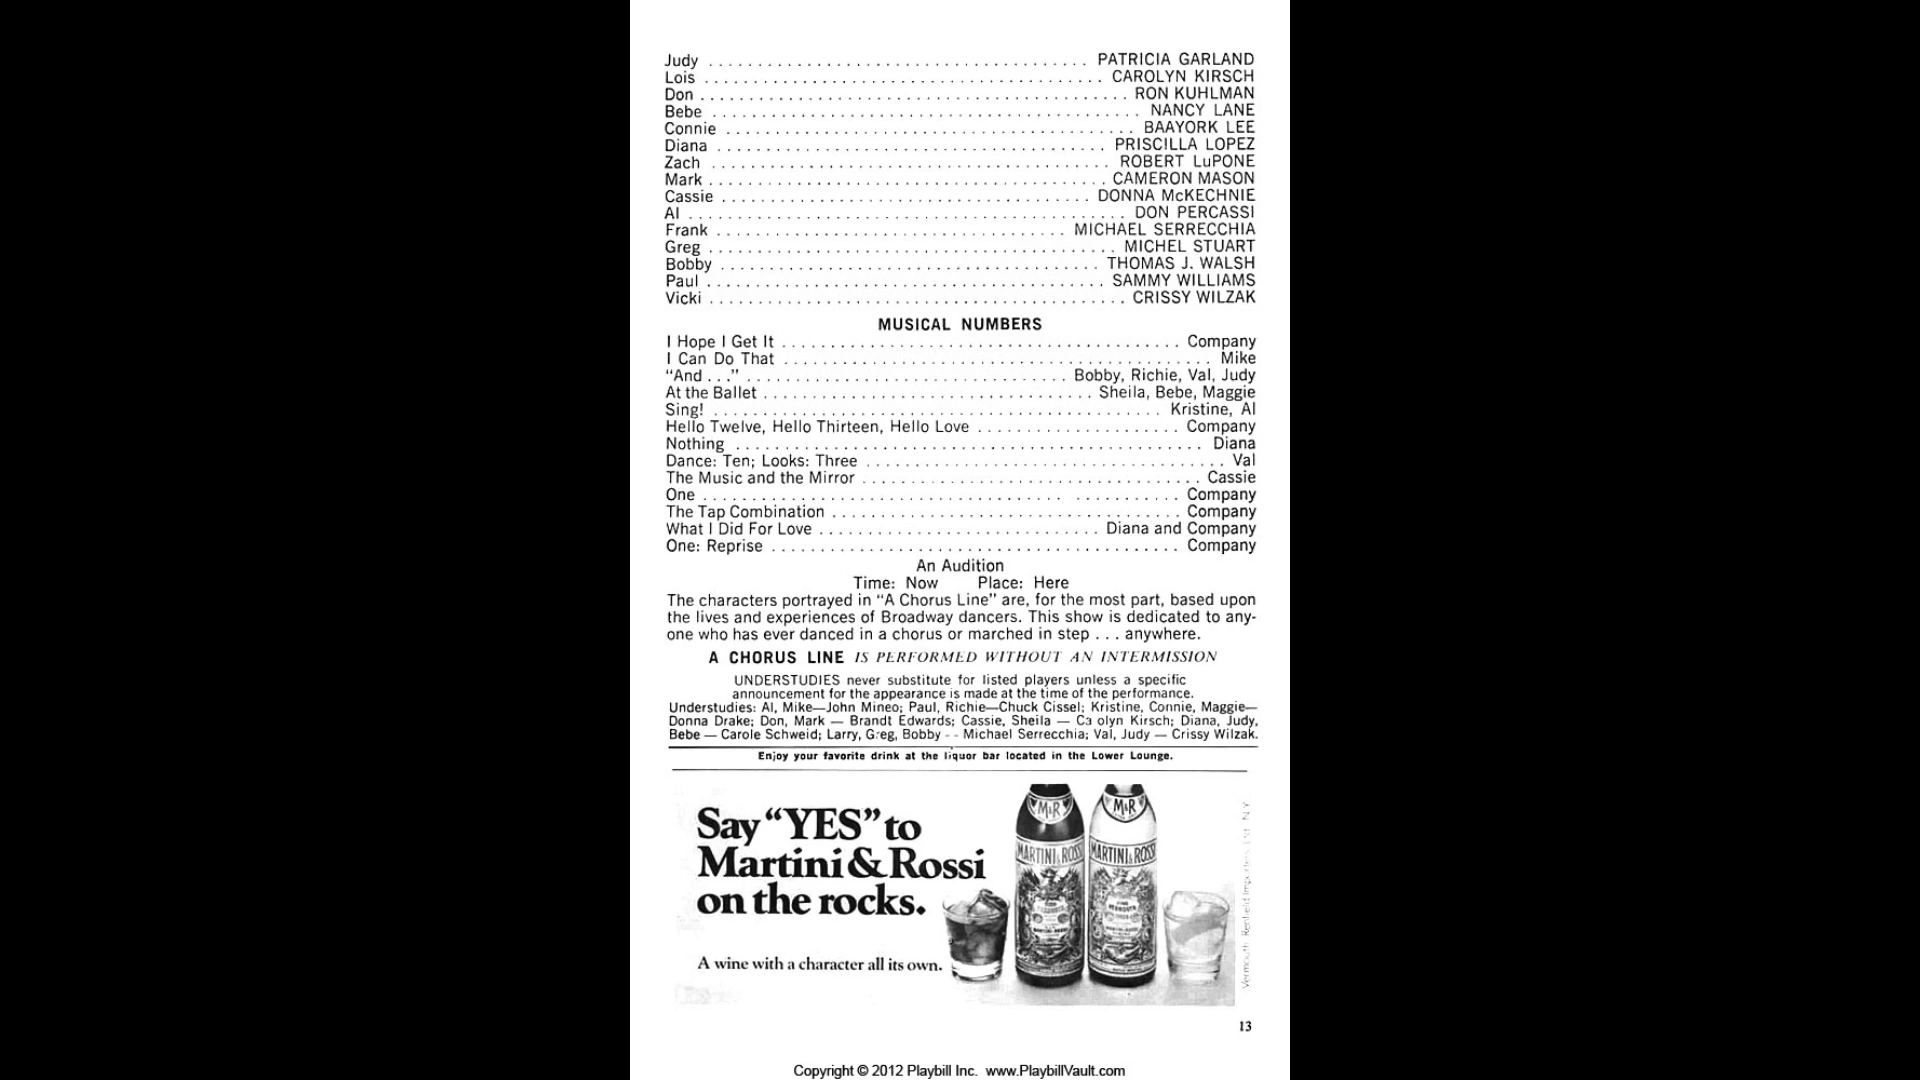 Judy ........................................ PATRICIA GARLAND
Lois ........................................ CAROLYN KIRSCH
Don ........................................ RON KUHLMAN
Bebe ........................................ NANCY LANE
Connie ........................................ BAAYORK LEE
Diana ........................................ PRISCILLA LOPEZ
Zach ........................................ ROBERT LuPONE
Mark ........................................ CAMERON MASON
Cassie ........................................ DONNA McKECHNIE
Al ........................................ DON PERCASSI
Frank ........................................ MICHAEL SERRECCHIA
Greg ........................................ MICHEL STUART
Bobby ........................................ THOMAS J. WALSH
Paul ........................................ SAMMY WILLIAMS
Vicki ........................................ CRISSY WILZAK
MUSICAL NUMBERS
I Hope I Get It ........................................ Company
I Can Do That ........................................ Mike
“And . . .” ........................................ Bobby, Richie, Val, Judy
At the Ballet ........................................ Sheila, Bebe, Maggie
Sing! ........................................ Kristine, Al
Hello Twelve, Hello Thirteen, Hello Love ..................... Company
Nothing ........................................ Diana
Dance: Ten; Looks: Three ........................................ Val
The Music and the Mirror ........................................ Cassie
One ........................................ Company
The Tap Combination ........................................ Company
What I Did For Love ........................................ Diana and Company
One: Reprise ........................................ Company
An Audition
Time: Now Place: Here
The characters portrayed in “A Chorus Line” are, for the most part, based upon
the lives and experiences of Broadway dancers. This show is dedicated to any-
one who has ever danced in a chorus or marched in step . . . anywhere.
A CHORUS LINE IS PERFORMED WITHOUT AN INTERMISSION
UNDERSTUDIES never substitute for listed players unless a specific
announcement for the appearance is made at the time of the performance.
Understudies: Al, Mike—John Mineo; Paul, Richie—Chuck Cissel; Kristine, Connie, Maggie—
Donna Drake; Don, Mark — Brandt Edwards; Cassie, Sheila — Ca olyn Kirsch; Diana, Judy,
Bebe — Carole Schweid; Larry, Greg, Bobby - - Michael Serrecchia; Val, Judy — Crissy Wilzak.
Enjoy your favorite drink at the liquor bar located in the Lower Lounge.
Say “YES” to
Martini & Rossi
on the rocks.
A wine with a character all its own.
M&R
M&R
MARTINI & ROSSI
MARTINI & ROSSI
Vermouth Renfield Importers, Ltd. N.Y.
13
Copyright © 2012 Playbill Inc. www.PlaybillVault.com